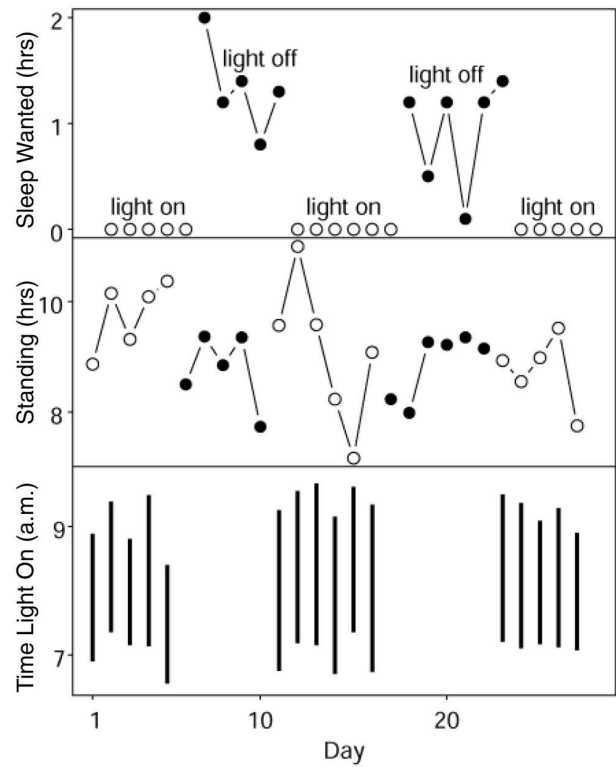 Sleep Wanted (hrs)
2
1
0
light off
light off
light on
light on
light on
Standing (hrs)
10
8
Time Light On (a.m.)
9
7
1
10
20
Day